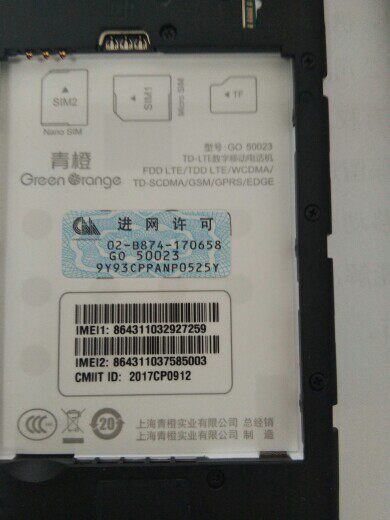 SIM2
Nano SIM
SIM1
Micro SIM
TF
青橙
Green Orange
型号: GO 50023
TD-LTE数字移动电话机
FDD LTE/TDD LTE/WCDMA/
TD-SCDMA/GSM/GPRS/EDGE
进网许可
02-B874-170658
GO 50023
9Y93CPPANP0525Y
IMEI1: 864311032927259
IMEI2: 864311037585003
CMIIT ID: 2017CP0912
20
上海青橙实业有限公司 总经销
上海青橙实业有限公司 制 造